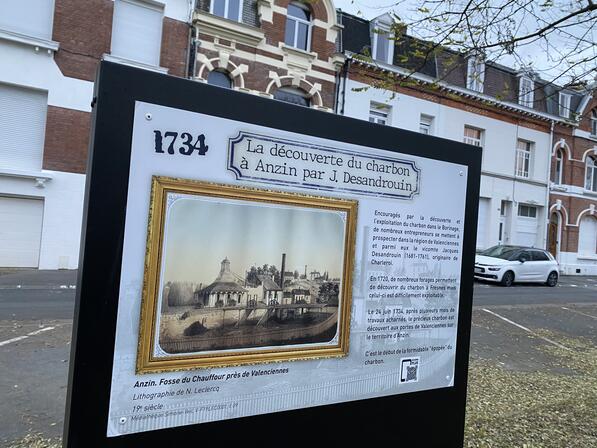 1734
La découverte du charbon
à Anzin par J. Desandrouin
Encouragés par la découverte et
l'exploitation du charbon dans le Borinage,
de nombreux entrepreneurs se mettent à
prospecter dans la région de Valenciennes
et parmi eux le vicomte Jacques
Desandrouin (1681-1761), originaire de
Charleroi.
En 1720, de nombreux forages permettent
de découvrir du charbon à Fresnes mais
celui-ci est difficilement exploitable.
Le 24 juin 1734, après plusieurs mois de
travaux acharnés, le précieux charbon est
découvert aux portes de Valenciennes sur
le territoire d'Anzin.
C'est le début de la formidable "épopée" du
charbon.
Anzin. Fosse du Chauffour près de Valenciennes
Lithographie de N. Leclercq
19e siècle
Médiathèque Simone Veil